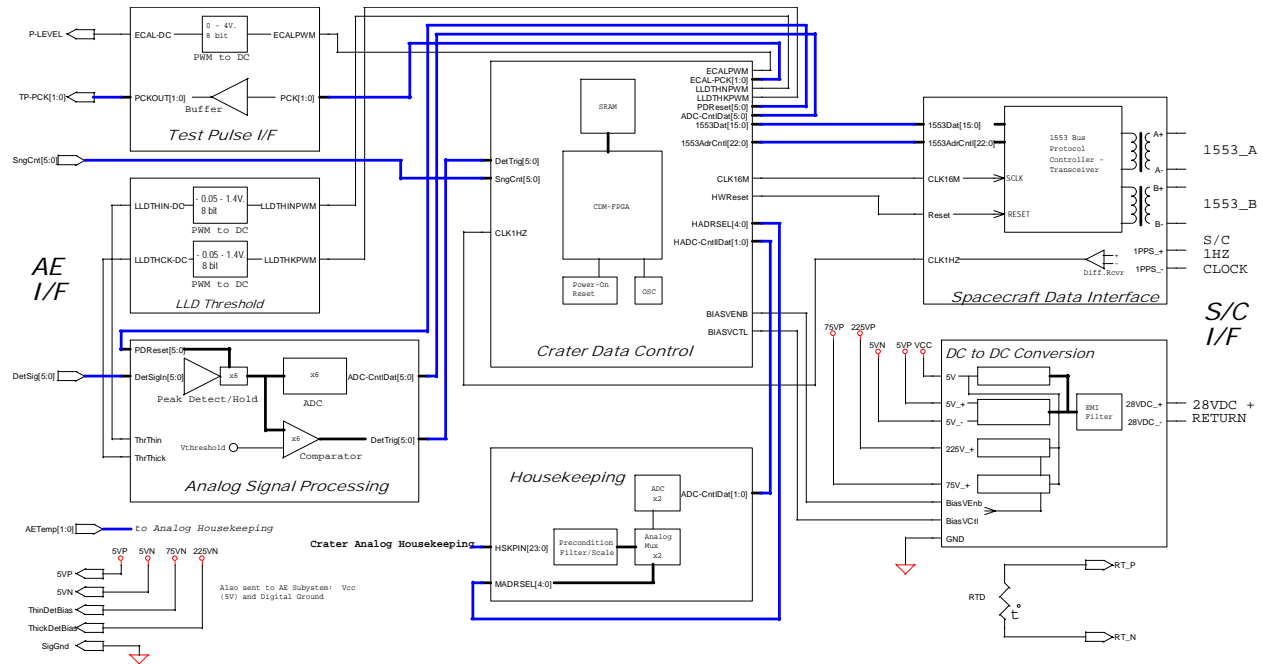 P-LEVEL
ECAL-DC
0 - 4V.
8 bit
PWM to DC
ECALPWM
TP-PCK[1:0]
PCKOUT[1:0]
Buffer
PCK[1:0]
Test Pulse I/F
SngCnt[5:0]
LLDTHIN-DC
- 0.05 - 1.4V.
8 bit
PWM to DC
LLDTHINPWM
LLDTHCK-DC
- 0.05 - 1.4V.
8 bit
PWM to DC
LLDTHKPWM
LLD Threshold
AE
I/F
PDReset[5:0]
DetSig[5:0]
DetSigIn[5:0]
x6
Peak Detect/Hold
x6
ADC
ADC-CntlDat[5:0]
Vthreshold
x6
Comparator
DetTrig[5:0]
ThrThin
ThrThick
Analog Signal Processing
AETemp[1:0]
to Analog Housekeeping
5VP
5VN
75VN
225VN
5VP
5VN
ThinDetBias
ThickDetBias
SigGnd
Also sent to AE Subystem: Vcc
(5V) and Digital Ground
SRAM
CDM-FPGA
Power-On
Reset
OSC
DetTrig[5:0]
SngCnt[5:0]
CLK1HZ
ECALPWM
ECAL-PCK[1:0]
LLDTHNPWM
LLDTHKPWM
PDReset[5:0]
ADC-CntlDat[5:0]
1553Dat[15:0]
1553AdrCntl[22:0]
CLK16M
HWReset
HADRSEL[4:0]
HADC-CntlIDat[1:0]
BIASVENB
BIASVCTL
Crater Data Control
Housekeeping
ADC
x2
ADC-CntlDat[1:0]
Crater Analog Housekeeping
HSKPIN[23:0]
Precondition
Filter/Scale
Analog
Mux
x2
MADRSEL[4:0]
1553Dat[15:0]
1553AdrCntl[22:0]
CLK16M
Reset
CLK1HZ
1553 Bus
Protocol
Controller -
Transceiver
SCLK
RESET
A+
A-
B+
B-
1PPS_+
1PPS_-
+
-
Diff.Rcvr
Spacecraft Data Interface
1553_A
1553_B
S/C
1HZ
CLOCK
S/C
I/F
75VP
225VP
5VN
5VP
VCC
DC to DC Conversion
5V
5V_+
5V_-
225V_+
75V_+
BiasVEnb
BiasVCtl
GND
EMI
Filter
28VDC_+
28VDC_-
28VDC +
RETURN
RT_P
RTD
t°
RT_N